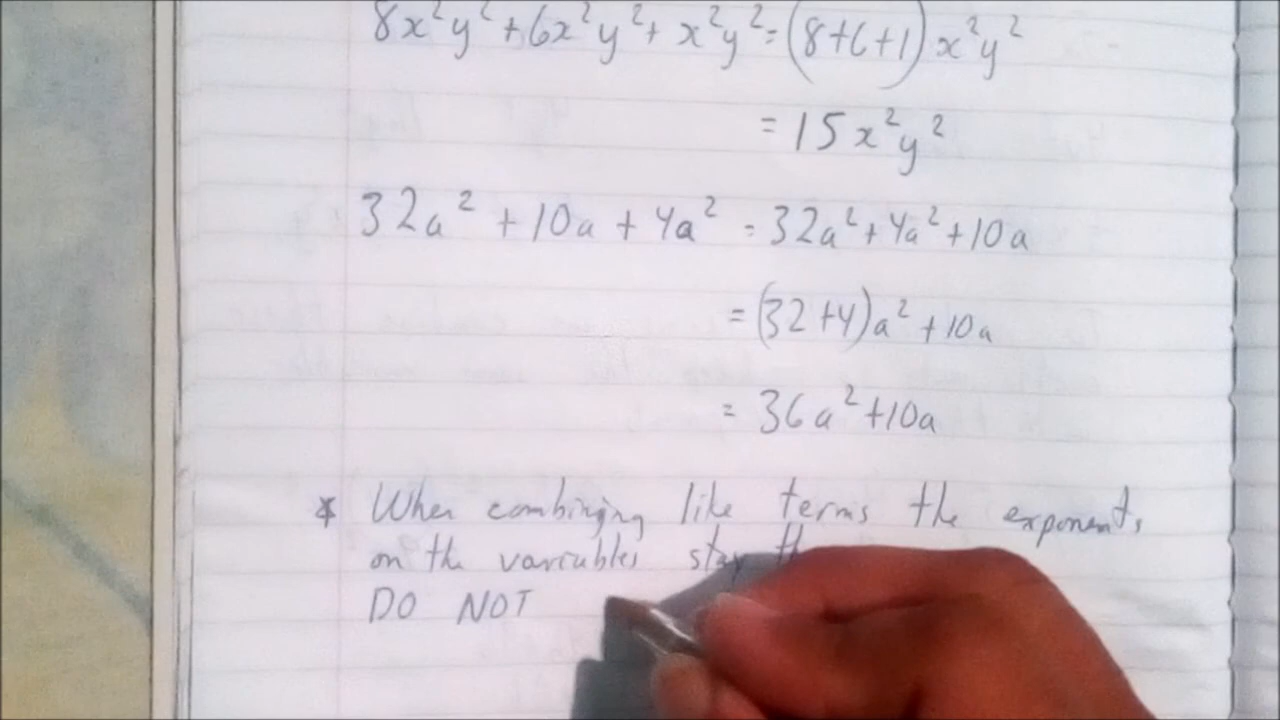 8x²y² + 6x²y² + x²y² = (8+6+1) x²y²
= 15x²y²
32a² + 10a + 4a² = 32a² + 4a² + 10a
= (32+4)a² + 10a
= 36a² + 10a
* When combining like terms the exponents
on the variables stay
DO NOT